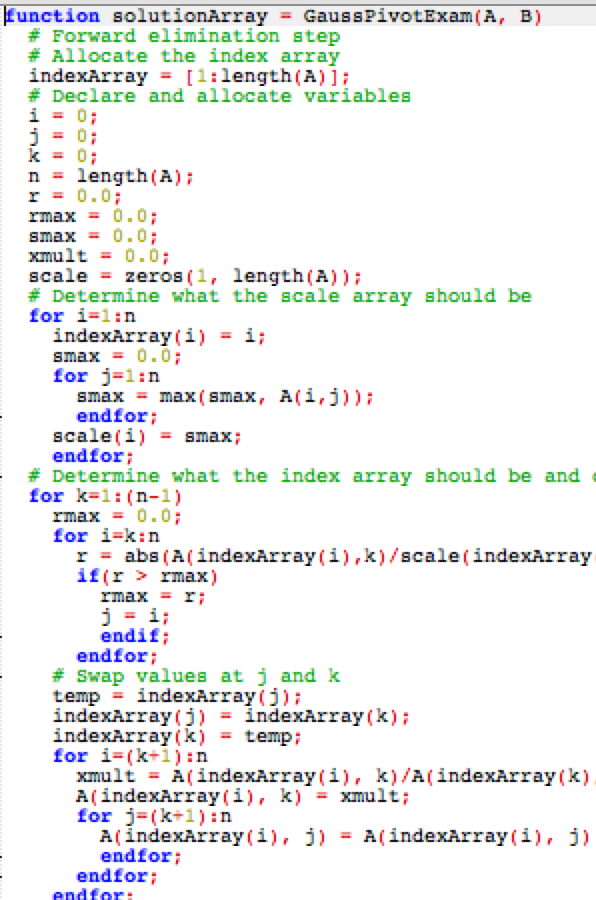 function solutionArray = GaussPivotExam(A, B)
# Forward elimination step
# Allocate the index array
indexArray = [1:length(A)];
# Declare and allocate variables
i = 0;
j = 0;
k = 0;
n = length(A);
r = 0.0;
rmax = 0.0;
smax = 0.0;
xmult = 0.0;
scale = zeros(1, length(A));
# Determine what the scale array should be
for i=1:n
indexArray(i) = i;
smax = 0.0;
for j=1:n
smax = max(smax, A(i,j));
endfor;
scale(i) = smax;
endfor;
# Determine what the index array should be and
for k=1:(n-1)
rmax = 0.0;
for i=k:n
r = abs(A(indexArray(i),k)/scale(indexArray
if(r > rmax)
rmax = r;
j = i;
endif;
endfor;
# Swap values at j and k
temp = indexArray(j);
indexArray(j) = indexArray(k);
indexArray(k) = temp;
for i=(k+1):n
xmult = A(indexArray(i), k)/A(indexArray(k)
A(indexArray(i), k) = xmult;
for j=(k+1):n
A(indexArray(i), j) = A(indexArray(i), j)
endfor;
endfor;
endfor;